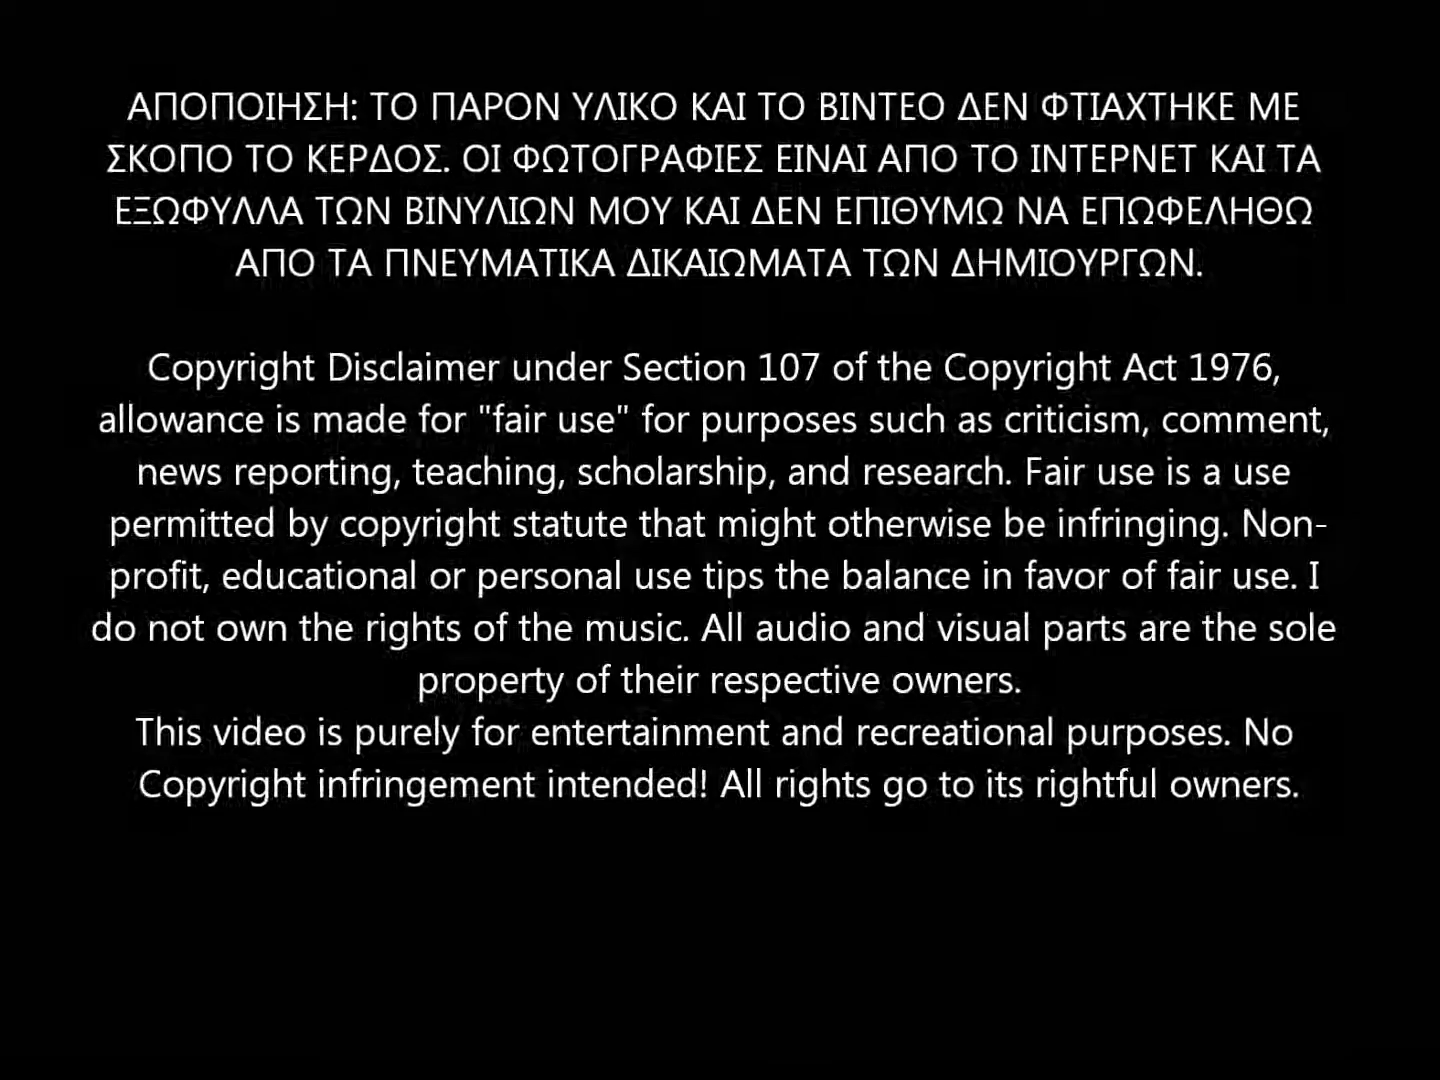 ΑΠΟΠΟΙΗΣΗ: ΤΟ ΠΑΡΟΝ ΥΛΙΚΟ ΚΑΙ ΤΟ ΒΙΝΤΕΟ ΔΕΝ ΦΤΙΑΧΤΗΚΕ ΜΕ
ΣΚΟΠΟ ΤΟ ΚΕΡΔΟΣ. ΟΙ ΦΩΤΟΓΡΑΦΙΕΣ ΕΙΝΑΙ ΑΠΟ ΤΟ ΙΝΤΕΡΝΕΤ ΚΑΙ ΤΑ
ΕΞΩΦΥΛΛΑ ΤΩΝ ΒΙΝΥΛΙΩΝ ΜΟΥ ΚΑΙ ΔΕΝ ΕΠΙΘΥΜΩ ΝΑ ΕΠΩΦΕΛΗΘΩ
ΑΠΟ ΤΑ ΠΝΕΥΜΑΤΙΚΑ ΔΙΚΑΙΩΜΑΤΑ ΤΩΝ ΔΗΜΙΟΥΡΓΩΝ.
Copyright Disclaimer under Section 107 of the Copyright Act 1976,
allowance is made for "fair use" for purposes such as criticism, comment,
news reporting, teaching, scholarship, and research. Fair use is a use
permitted by copyright statute that might otherwise be infringing. Non-
profit, educational or personal use tips the balance in favor of fair use. I
do not own the rights of the music. All audio and visual parts are the sole
property of their respective owners.
This video is purely for entertainment and recreational purposes. No
Copyright infringement intended! All rights go to its rightful owners.